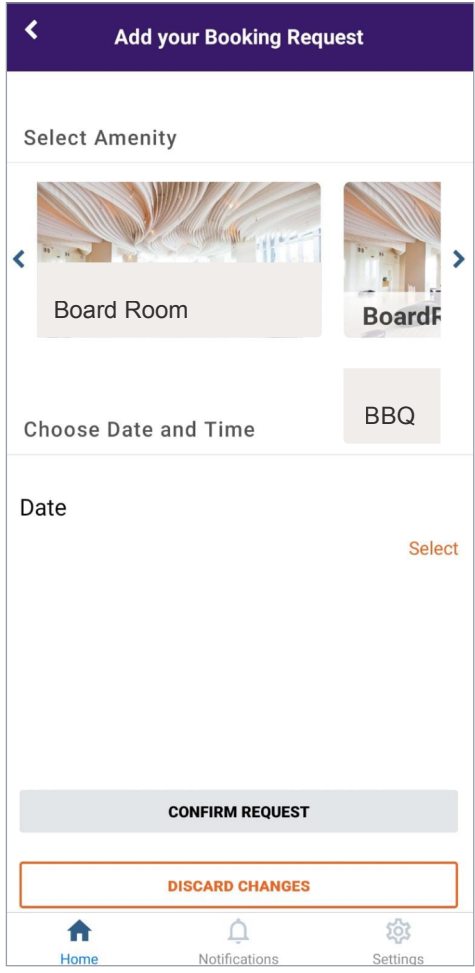 Add your Booking Request
Select Amenity
Board Room
BoardR
BBQ
Choose Date and Time
Date
Select
CONFIRM REQUEST
DISCARD CHANGES
Home
Notifications
Settings